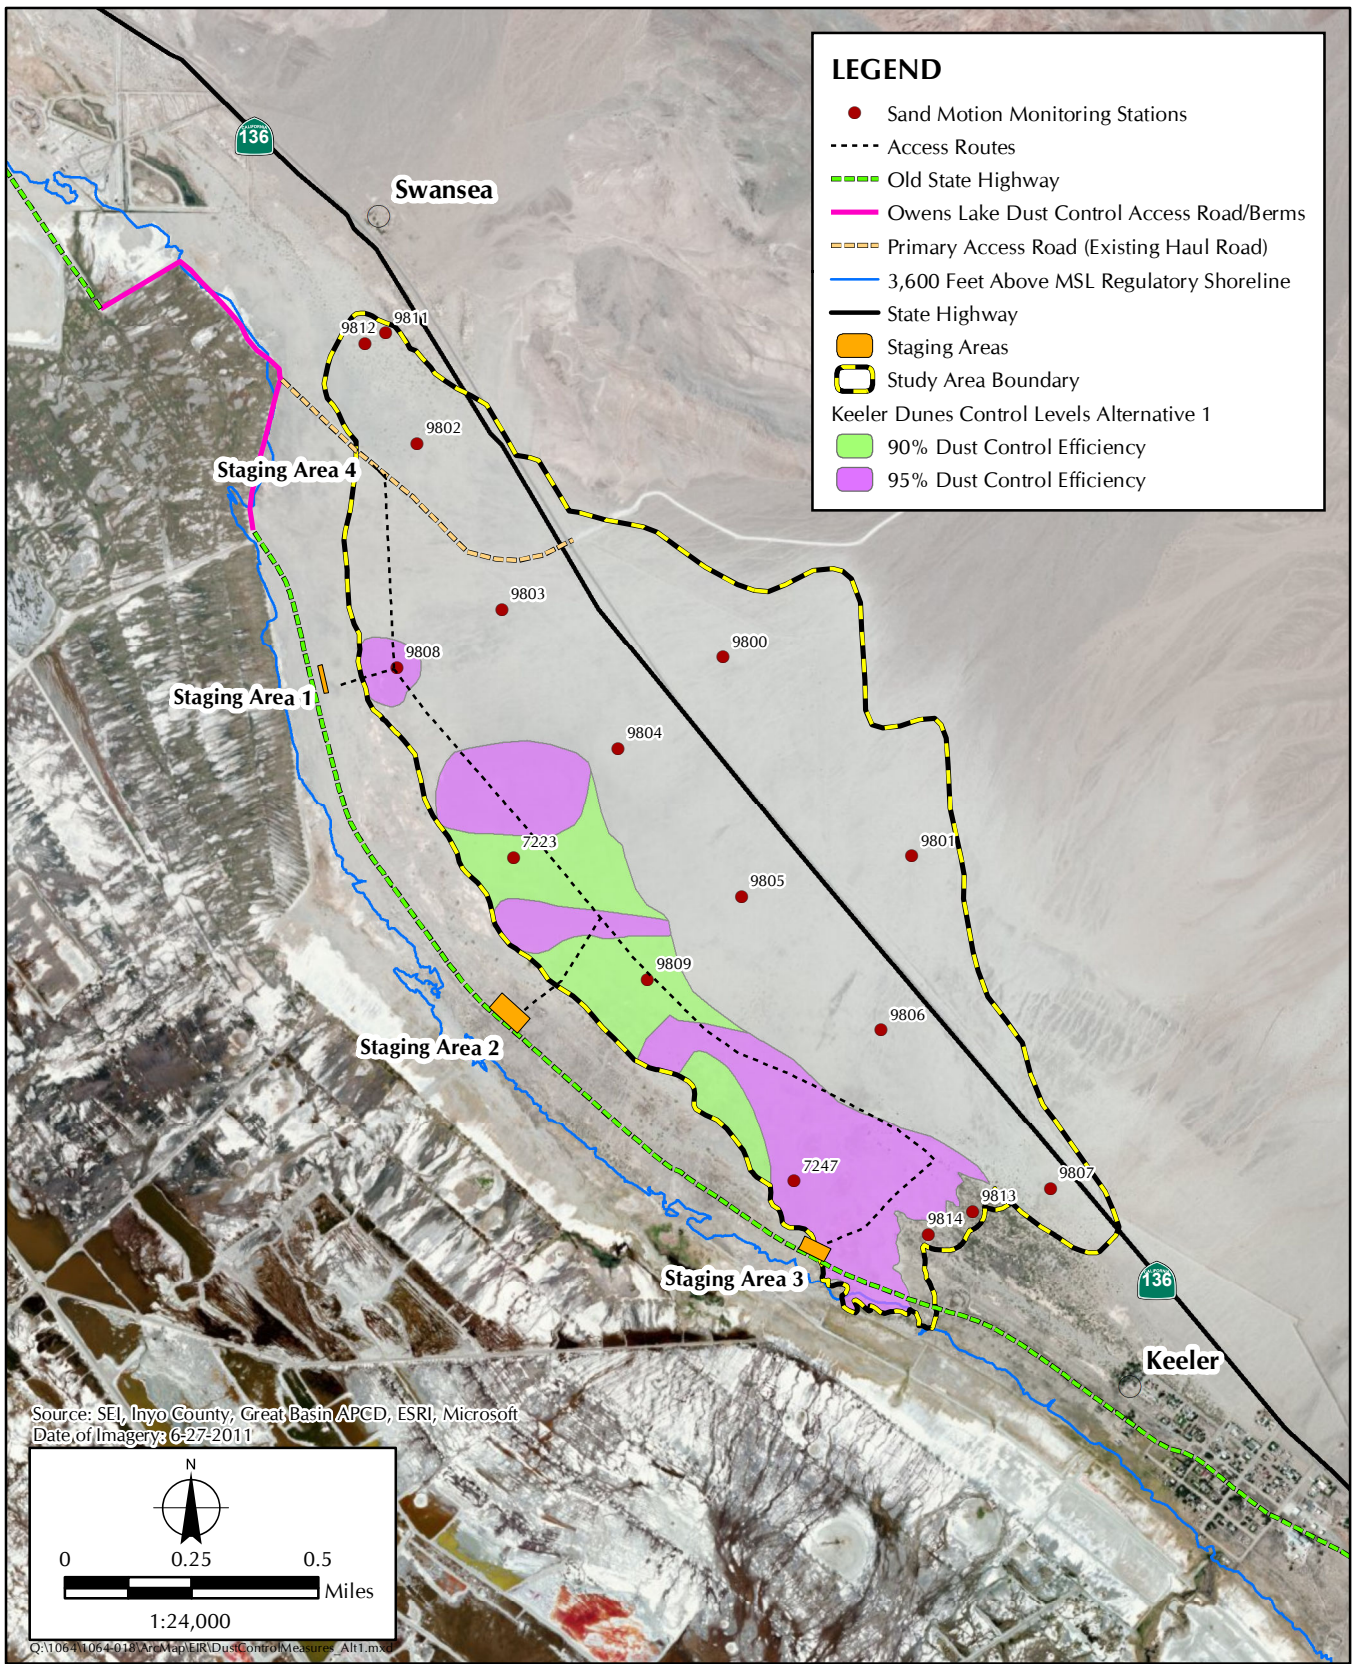 LEGEND
Sand Motion Monitoring Stations
Access Routes
Old State Highway
Owens Lake Dust Control Access Road/Berms
Primary Access Road (Existing Haul Road)
3,600 Feet Above MSL Regulatory Shoreline
State Highway
Staging Areas
Study Area Boundary
Keeler Dunes Control Levels Alternative 1
90% Dust Control Efficiency
95% Dust Control Efficiency
CALIFORNIA
136
Swansea
9811
9812
9802
Staging Area 4
9803
9800
9808
Staging Area 1
9804
7223
9801
9805
9809
9806
Staging Area 2
7247
9807
9813
9814
Staging Area 3
CALIFORNIA
136
Keeler
Source: SEI, Inyo County, Great Basin APCD, ESRI, Microsoft
Date of Imagery: 6-27-2011
N
0 0.25 0.5
Miles
1:24,000
Q:\1064\1064-018\ArcMap\EIR\DustControlMeasures_Alt1.mxd